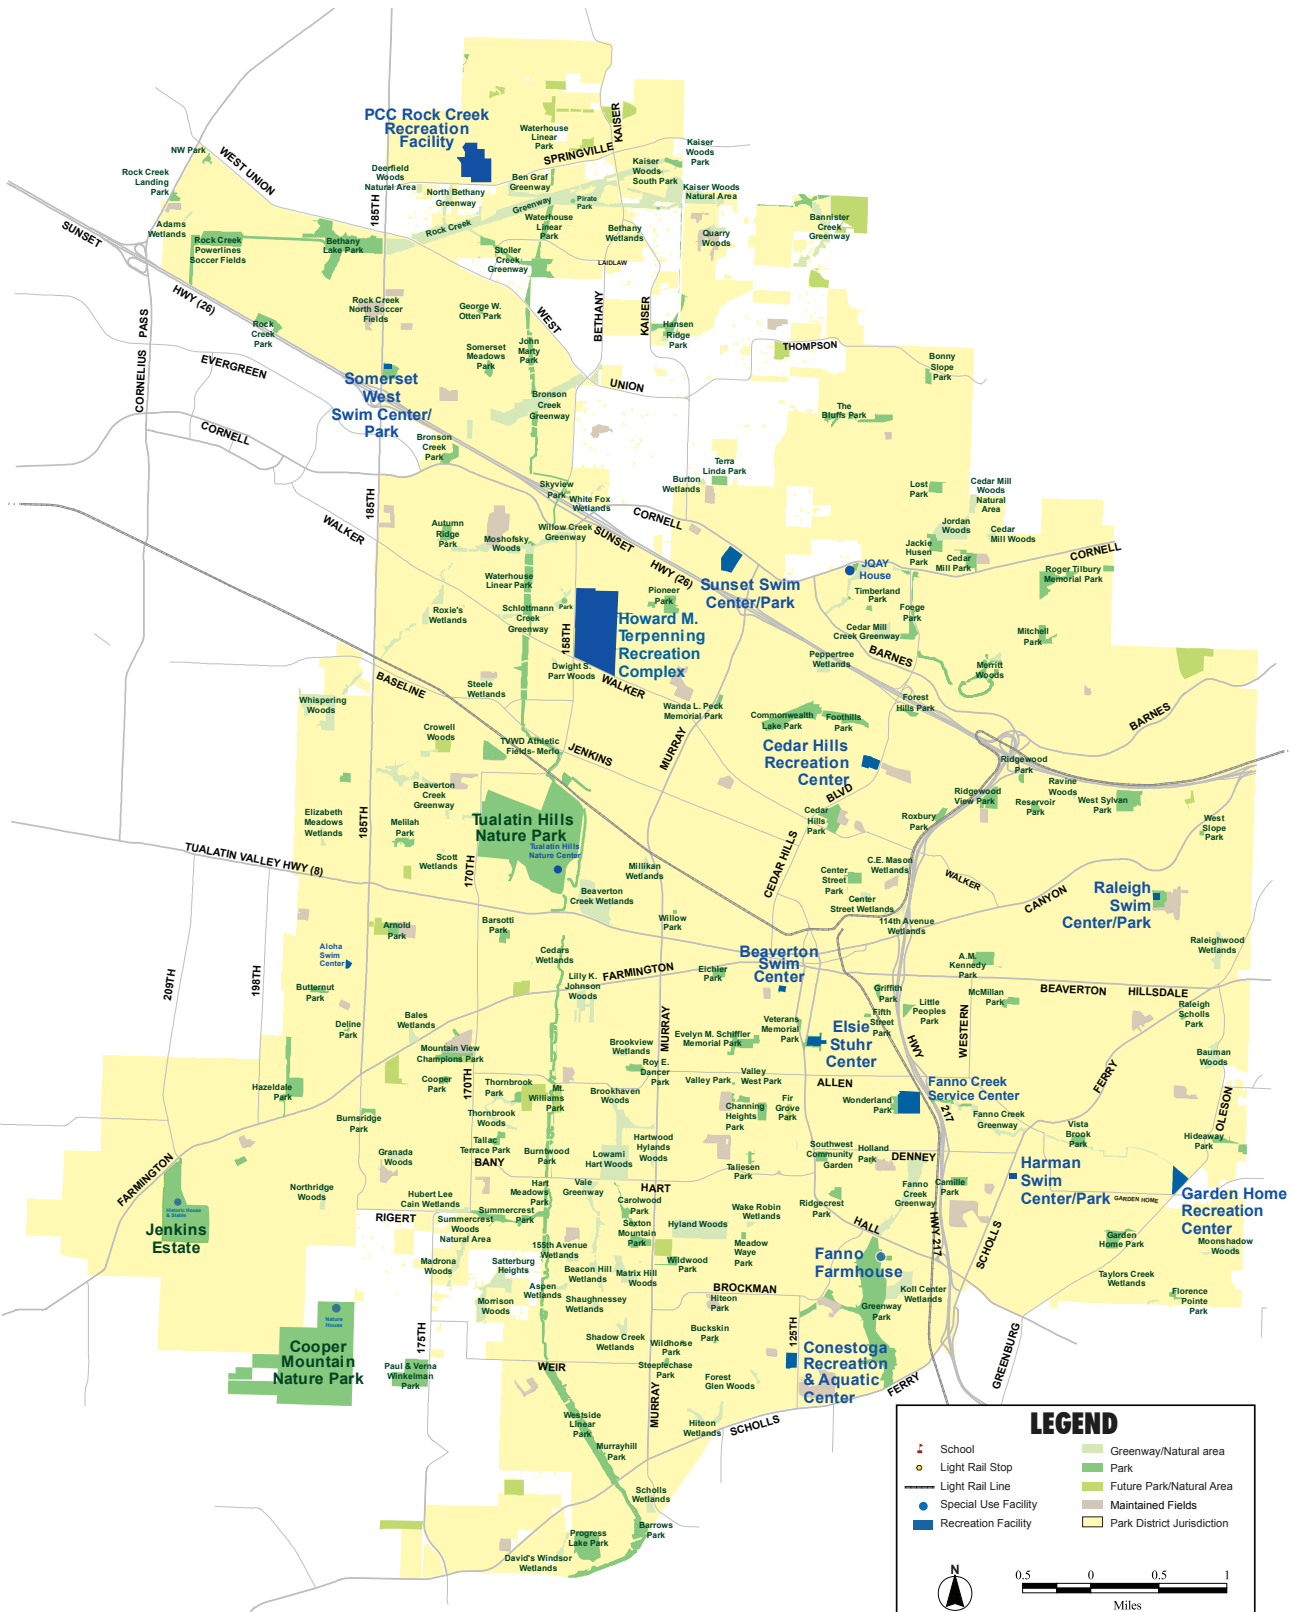 PCC Rock Creek
Recreation
Facility
Waterhouse
Linear
Park
KAISER
SPRINGVILLE
Kaiser
Woods
Park
NW Park
WEST UNION
Rock Creek
Landing
Park
Deerfield
Woods
Natural Area
North Bethany
Greenway
Ben Graf
Greenway
Kaiser
Woods
South Park
Kaiser Woods
Natural Area
185TH
Greenway
Rock Creek
Pirate
Park
Waterhouse
Linear
Park
Bethany
Wetlands
Quarry
Woods
Bannister
Creek
Greenway
SUNSET
Adams
Wetlands
Rock Creek
Powerlines
Soccer Fields
Bethany
Lake Park
Stoller
Creek
Greenway
LAIDLAW
HWY (26)
Rock Creek
North Soccer
Fields
George W.
Otten Park
WEST
BETHANY
KAISER
Hansen
Ridge
Park
Rock
Creek
Park
CORNELIUS PASS
EVERGREEN
Somerset
Meadows
Park
John
Marty
Park
THOMPSON
Bonny
Slope
Park
Somerset
West
Swim Center/
Park
UNION
Bronson
Creek
Greenway
The
Bluffs Park
CORNELL
Bronson
Creek
Park
Terra
Linda Park
Burton
Wetlands
Skyview
Park
White Fox
Wetlands
Lost
Park
Cedar Mill
Woods
Natural
Area
185TH
WALKER
Autumn
Ridge
Park
Moshofsky
Woods
Willow Creek
Greenway
SUNSET
CORNELL
HWY (26)
Jordan
Woods
Cedar
Mill Woods
Jackie
Husen
Park
Cedar
Mill Park
CORNELL
Roger Tilbury
Memorial Park
JQAY
House
Sunset Swim
Center/Park
Waterhouse
Linear Park
Pioneer
Park
Timberland
Park
Foege
Park
Roxie's
Wetlands
Schlottmann
Creek
Greenway
Park
158TH
Howard M.
Terpenning
Recreation
Complex
Cedar Mill
Creek Greenway
BARNES
Mitchell
Park
Peppertree
Wetlands
Merritt
Woods
Dwight S.
Parr Woods
WALKER
BASELINE
Steele
Wetlands
Whispering
Woods
Wanda L. Peck
Memorial Park
Commonwealth
Lake Park
Foothills
Park
Forest
Hills Park
BARNES
Crowell
Woods
TVWD Athletic
Fields- Merlo
JENKINS
MURRAY
Cedar Hills
Recreation
Center
BLVD
Ridgewood
Park
Beaverton
Creek
Greenway
Ridgewood
View Park
Ravine
Woods
Reservoir
Park
West Sylvan
Park
Elizabeth
Meadows
Wetlands
185TH
Melilah
Park
Tualatin Hills
Nature Park
Tualatin Hills
Nature Center
Cedar
Hills
Park
Roxbury
Park
West
Slope
Park
TUALATIN VALLEY HWY (8)
Scott
Wetlands
170TH
Millikan
Wetlands
CEDAR HILLS
Center
Street
Park
C.E. Mason
Wetlands
WALKER
CANYON
Raleigh
Swim
Center/Park
Beaverton
Creek Wetlands
Center
Street Wetlands
114th Avenue
Wetlands
Arnold
Park
Barsotti
Park
Willow
Park
Raleighwood
Wetlands
Aloha
Swim
Center
Cedars
Wetlands
Beaverton
Swim
Center
A.M.
Kennedy
Park
209TH
198TH
Butternut
Park
Lilly K.
Johnson
Woods
FARMINGTON
Eichler
Park
Griffith
Park
McMillan
Park
BEAVERTON HILLSDALE
Deline
Park
Bales
Wetlands
MURRAY
Veterans
Memorial
Park
Elsie
Stuhr
Center
Fifth
Street
Park
Little
Peoples
Park
WESTERN
Raleigh
Scholls
Park
Mountain View
Champions Park
Brookview
Wetlands
Evelyn M. Schiffler
Memorial Park
HWY
Bauman
Woods
Hazeldale
Park
Cooper
Park
170TH
Thornbrook
Park
Mt.
Williams
Park
Roy E.
Dancer
Park
Brookhaven
Woods
Valley Park
Valley
West Park
ALLEN
Fanno Creek
Service Center
FERRY
Burnsridge
Park
Thornbrook
Woods
Channing
Heights
Park
Fir
Grove
Park
Wonderland
Park
217
Fanno Creek
Greenway
Vista
Brook
Park
OLESON
Hideaway
Park
FARMINGTON
Granada
Woods
Tallac
Terrace Park
BANY
Burntwood
Park
Lowami
Hart Woods
Hartwood
Hylands
Woods
Taliesen
Park
Southwest
Community
Garden
Holland
Park
DENNEY
Harman
Swim
Center/Park
GARDEN HOME
Garden Home
Recreation
Center
Historic House
& Stable
Jenkins
Estate
Northridge
Woods
Hubert Lee
Cain Wetlands
RIGERT
Hart
Meadows
Park
Vale
Greenway
HART
Carolwood
Park
Fanno
Creek
Greenway
Camille
Park
Ridgecrest
Park
Wake Robin
Wetlands
Summercrest
Park
Summercrest
Woods
Natural Area
Sexton
Mountain
Park
Hyland Woods
HALL
HWY 217
SCHOLLS
Garden
Home Park
Moonshadow
Woods
155th Avenue
Wetlands
Meadow
Waye
Park
Fanno
Farmhouse
Madrona
Woods
Satterburg
Heights
Beacon Hill
Wetlands
Matrix Hill
Woods
Wildwood
Park
Taylors Creek
Wetlands
Aspen
Wetlands
BROCKMAN
Koll Center
Wetlands
Florence
Pointe
Park
Morrison
Woods
Shaughnessey
Wetlands
Hiteon
Park
Greenway
Park
Nature
House
Cooper
Mountain
Nature Park
175TH
Shadow Creek
Wetlands
Buckskin
Park
125TH
Wildhorse
Park
Conestoga
Recreation
& Aquatic
Center
GREENBURG
Paul & Verna
Winkelman
Park
WEIR
Steeplechase
Park
Forest
Glen Woods
FERRY
MURRAY
Westside
Linear
Park
Hiteon
Wetlands
SCHOLLS
Murrayhill
Park
Scholls
Wetlands
Progress
Lake Park
Barrows
Park
David's Windsor
Wetlands
LEGEND
School
Light Rail Stop
Light Rail Line
Special Use Facility
Recreation Facility
Greenway/Natural area
Park
Future Park/Natural Area
Maintained Fields
Park District Jurisdiction
N
0.5 0 0.5 1
Miles